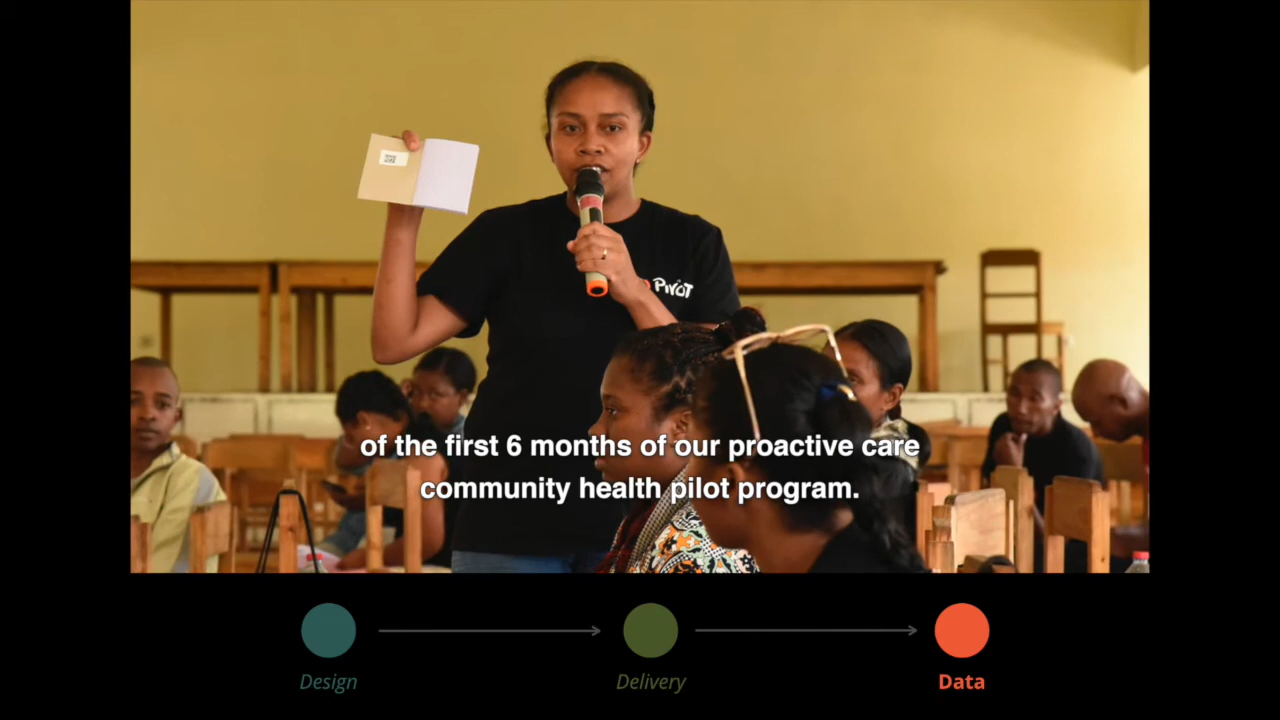 PIVOT
of the first 6 months of our proactive care
community health pilot program.
Design
Delivery
Data